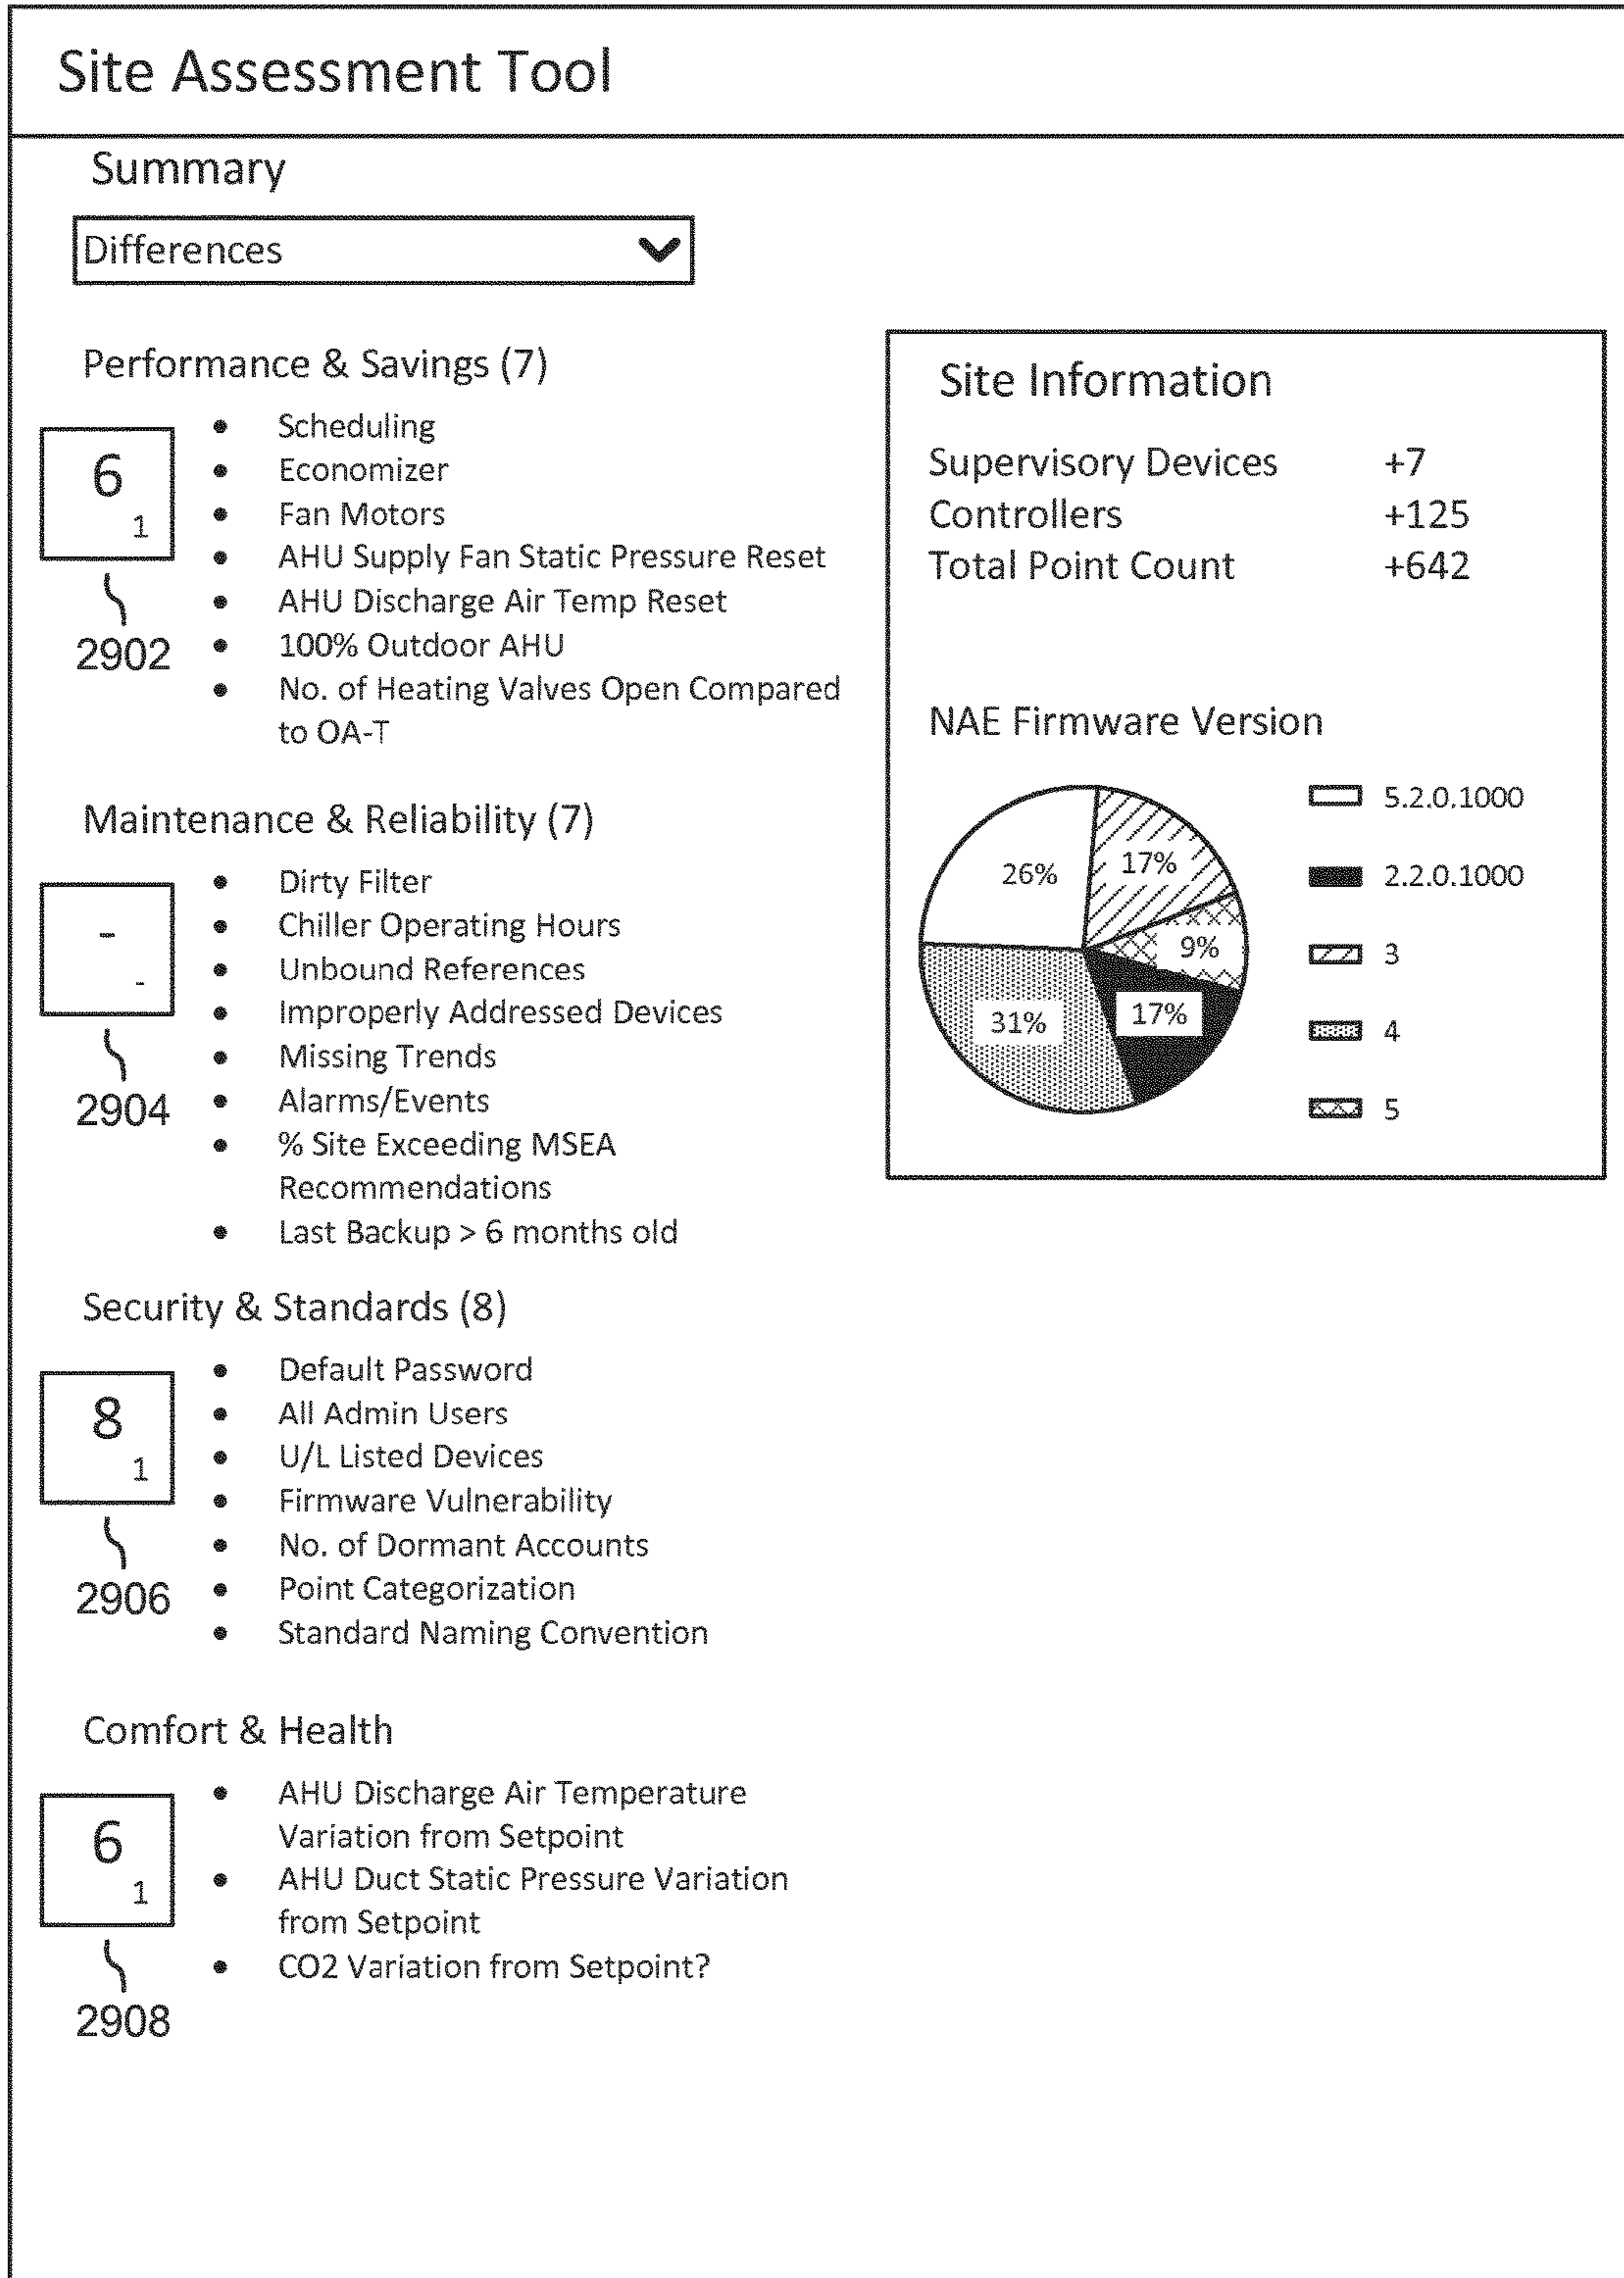 Site Assessment Tool
Summary
Differences
Performance & Savings (7)
6
1
2902
• Scheduling
• Economizer
• Fan Motors
• AHU Supply Fan Static Pressure Reset
• AHU Discharge Air Temp Reset
• 100% Outdoor AHU
• No. of Heating Valves Open Compared
to OA-T
Maintenance & Reliability (7)
-
-
2904
• Dirty Filter
• Chiller Operating Hours
• Unbound References
• Improperly Addressed Devices
• Missing Trends
• Alarms/Events
• % Site Exceeding MSEA
Recommendations
• Last Backup > 6 months old
Security & Standards (8)
8
1
2906
• Default Password
• All Admin Users
• U/L Listed Devices
• Firmware Vulnerability
• No. of Dormant Accounts
• Point Categorization
• Standard Naming Convention
Comfort & Health
6
1
2908
• AHU Discharge Air Temperature
Variation from Setpoint
• AHU Duct Static Pressure Variation
from Setpoint
• CO2 Variation from Setpoint?
Site Information
Supervisory Devices +7
Controllers +125
Total Point Count +642
NAE Firmware Version
26%
17%
9%
17%
31%
5.2.0.1000
2.2.0.1000
3
4
5